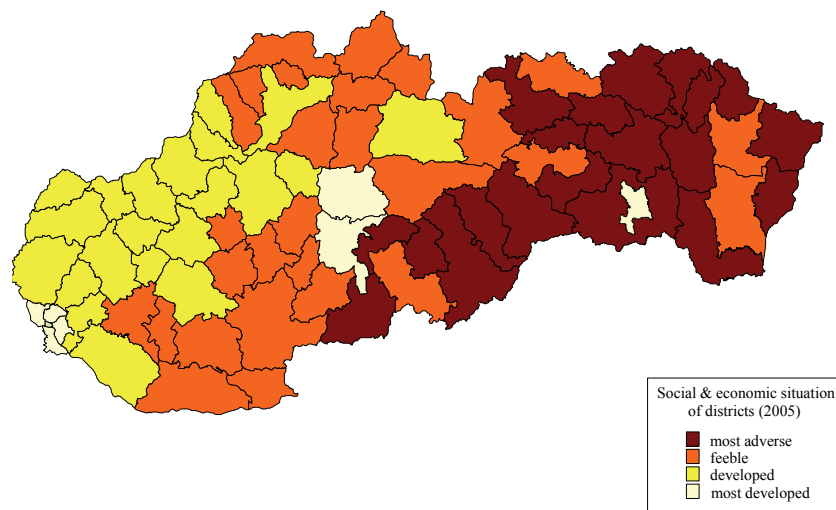 Social & economic situation
of districts (2005)
most adverse
feeble
developed
most developed